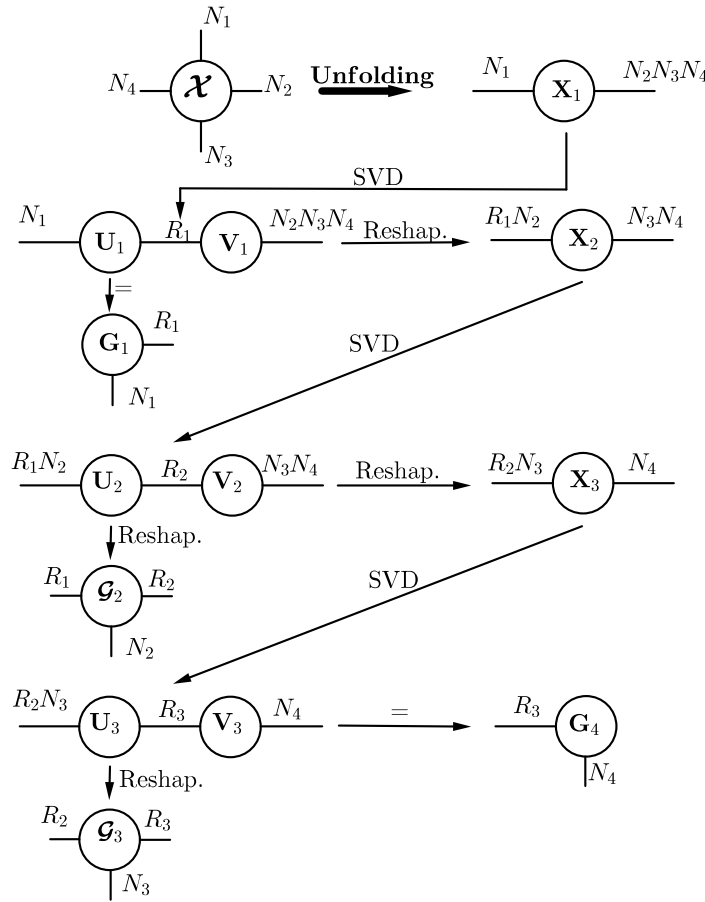 N₁
N₄ 𝓧 N₂ Unfolding N₁ X₁ N₂N₃N₄
N₃
SVD
N₁ U₁ R₁ V₁ N₂N₃N₄ Reshap. R₁N₂ X₂ N₃N₄
=
G₁ R₁
N₁
SVD
R₁N₂ U₂ R₂ V₂ N₃N₄ Reshap. R₂N₃ X₃ N₄
Reshap.
R₁ 𝓖₂ R₂
N₂
SVD
R₂N₃ U₃ R₃ V₃ N₄ = R₃ G₄
N₄
Reshap.
R₂ 𝓖₃ R₃
N₃